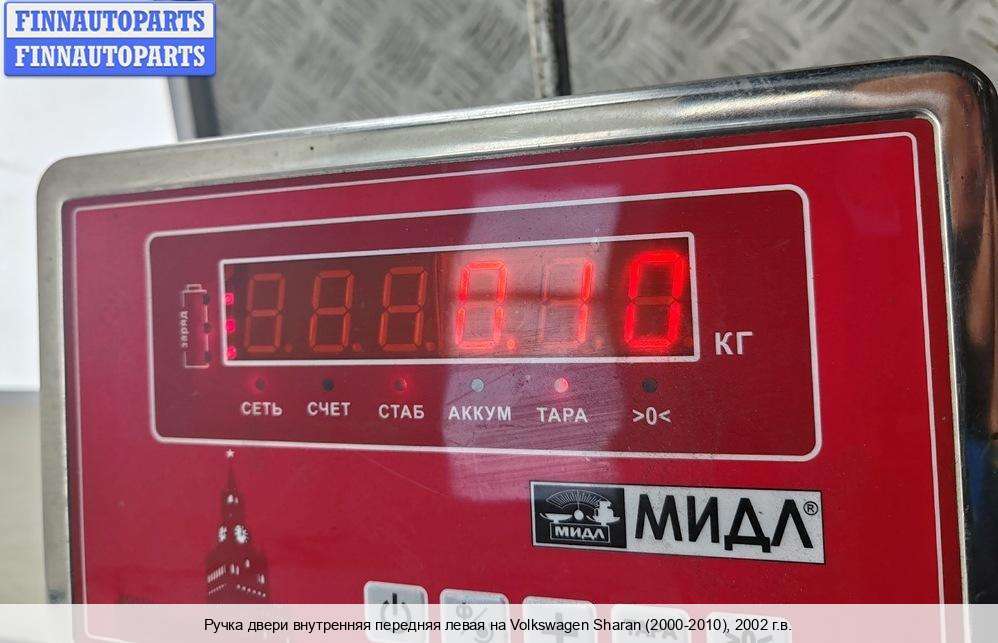 FINNAUTOPARTS
FINNAUTOPARTS
заряд
0.10
КГ
СЕТЬ СЧЕТ СТАБ АККУМ ТАРА >0<
МИДЛ МИДЛ®
Ручка двери внутренняя передняя левая на Volkswagen Sharan (2000-2010), 2002 г.в.